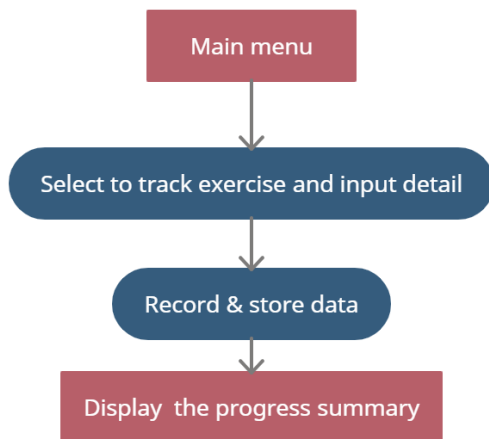 Main menu
Select to track exercise and input detail
Record & store data
Display  the progress summary